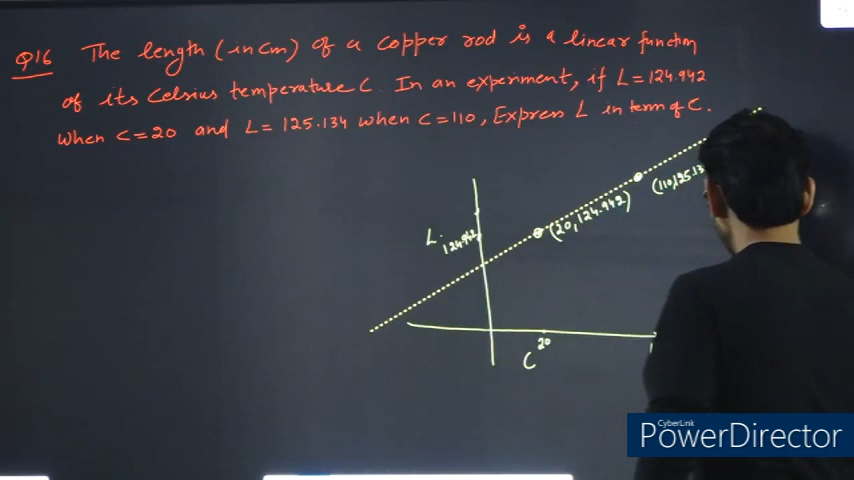 Q16 The length (in cm) of a copper rod is a linear function
of its Celsius temperature C. In an experiment, if L=124.942
when C=20 and L= 125.134 when C=110, Express L in term of C.
(110,125.13
(20,124.942)
L
124.942
20
C
CyberLink
PowerDirector